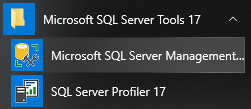 Microsoft SQL Server Tools 17
Microsoft SQL Server Management...
SQL Server Profiler 17